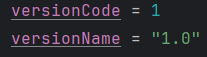 versionCode = 1
versionName = "1.0"